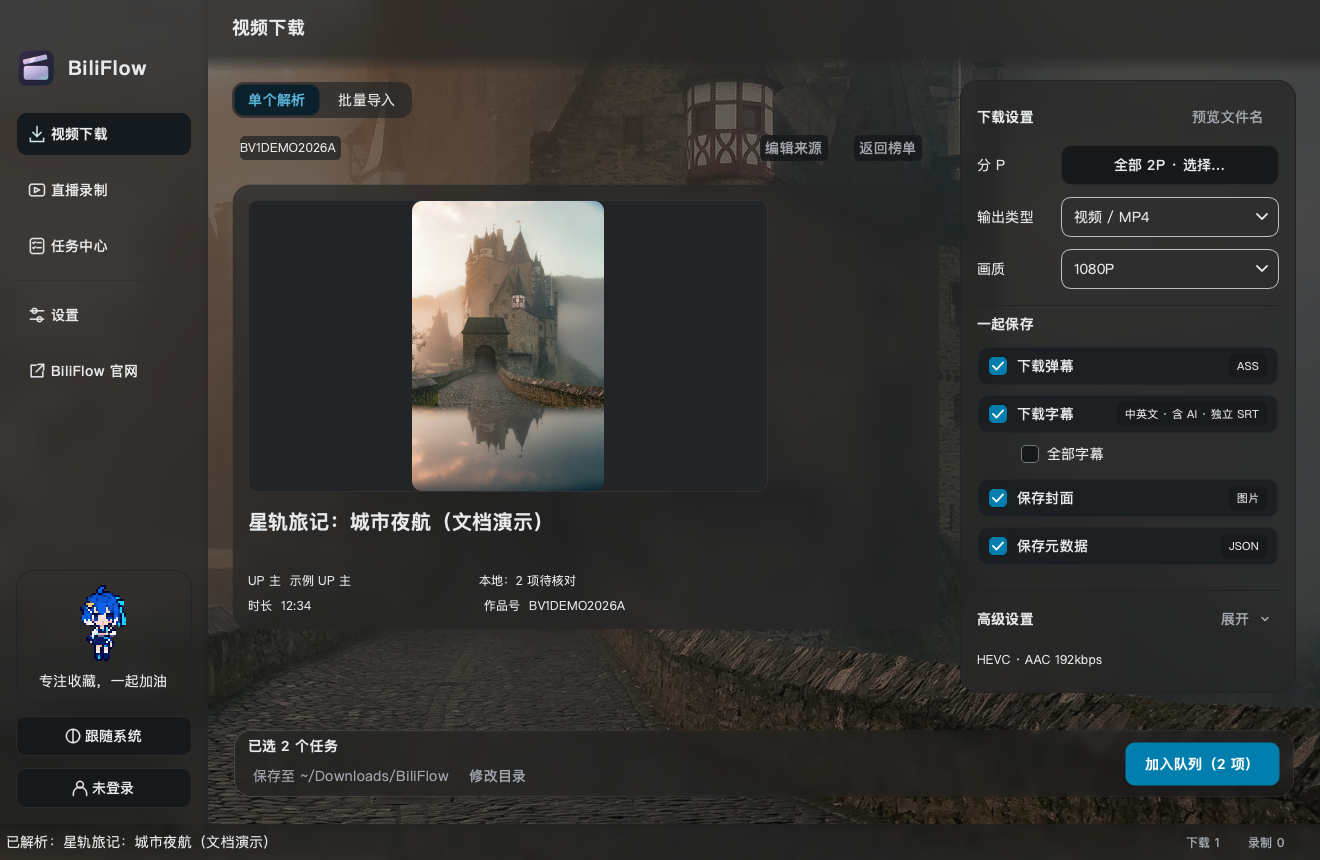 BiliFlow
视频下载
直播录制
任务中心
设置
BiliFlow 官网
专注收藏，一起加油
跟随系统
未登录
视频下载
单个解析 批量导入
BV1DEMO2026A 编辑来源 返回榜单
星轨旅记：城市夜航（文档演示）
UP 主 示例 UP 主 本地：2 项待核对
时长 12:34 作品号 BV1DEMO2026A
下载设置 预览文件名
分 P 全部 2P · 选择...
输出类型 视频 / MP4
画质 1080P
一起保存
下载弹幕 ASS
下载字幕 中英文 · 含 AI · 独立 SRT
全部字幕
保存封面 图片
保存元数据 JSON
高级设置 展开
HEVC · AAC 192kbps
已选 2 个任务
保存至 ~/Downloads/BiliFlow 修改目录
加入队列（2 项）
已解析：星轨旅记：城市夜航（文档演示） 下载 1 录制 0